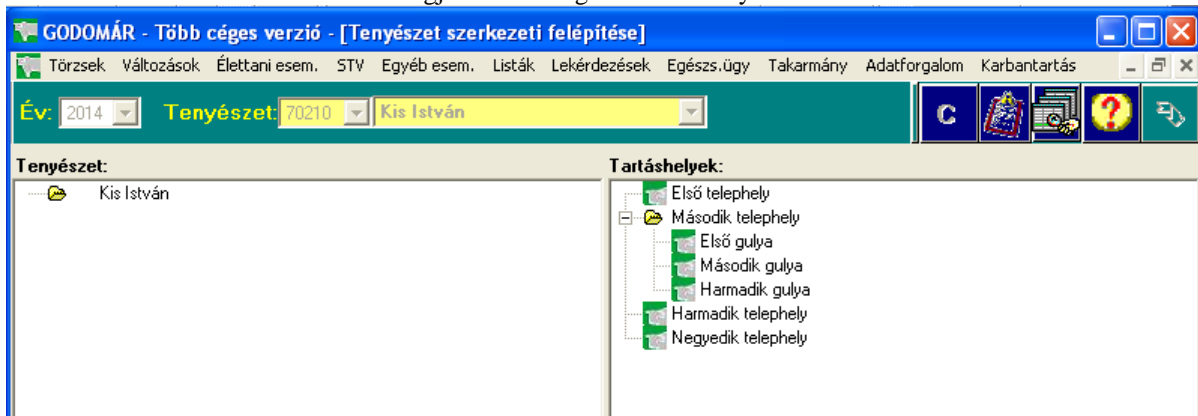 GODOMÁR - Több céges verzió - [Tenyészet szerkezeti felépítése]
Törzsek Változások Élettani esem. STV Egyéb esem. Listák Lekérdezések Egészs.ügy Takarmány Adatforgalom Karbantartás
Év: 2014 Tenyészet: 70210 Kis István C ?
Tenyészet: Tartáshelyek:
Kis István Első telephely
Második telephely
Első gulya
Második gulya
Harmadik gulya
Harmadik telephely
Negyedik telephely